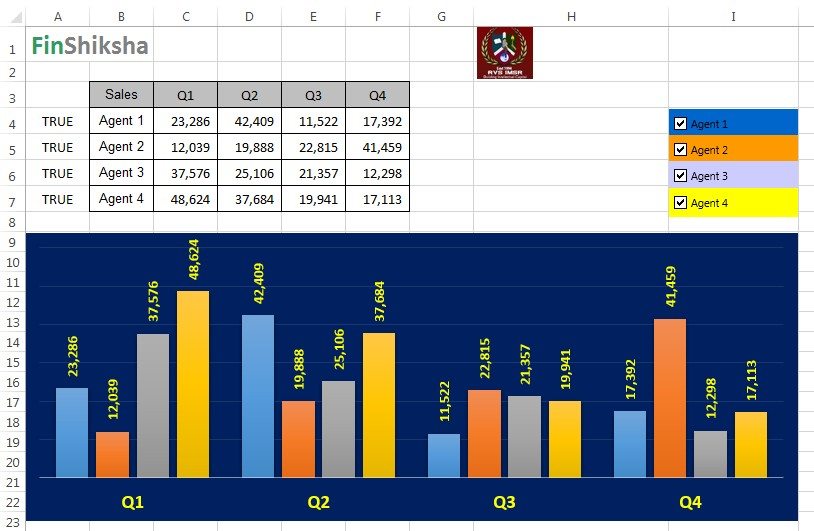 A B C D E F G H I
1 FinShiksha
RVS IMSR
2
3 Sales Q1 Q2 Q3 Q4
4 TRUE Agent 1 23,286 42,409 11,522 17,392 Agent 1
5 TRUE Agent 2 12,039 19,888 22,815 41,459 Agent 2
6 TRUE Agent 3 37,576 25,106 21,357 12,298 Agent 3
7 TRUE Agent 4 48,624 37,684 19,941 17,113 Agent 4
8
9
10
11
12
13
14
15
16
17
18
19
20
21
22
23
23,286 12,039 37,576 48,624
42,409 19,888 25,106 37,684
11,522 22,815 21,357 19,941
17,392 41,459 12,298 17,113
Q1 Q2 Q3 Q4